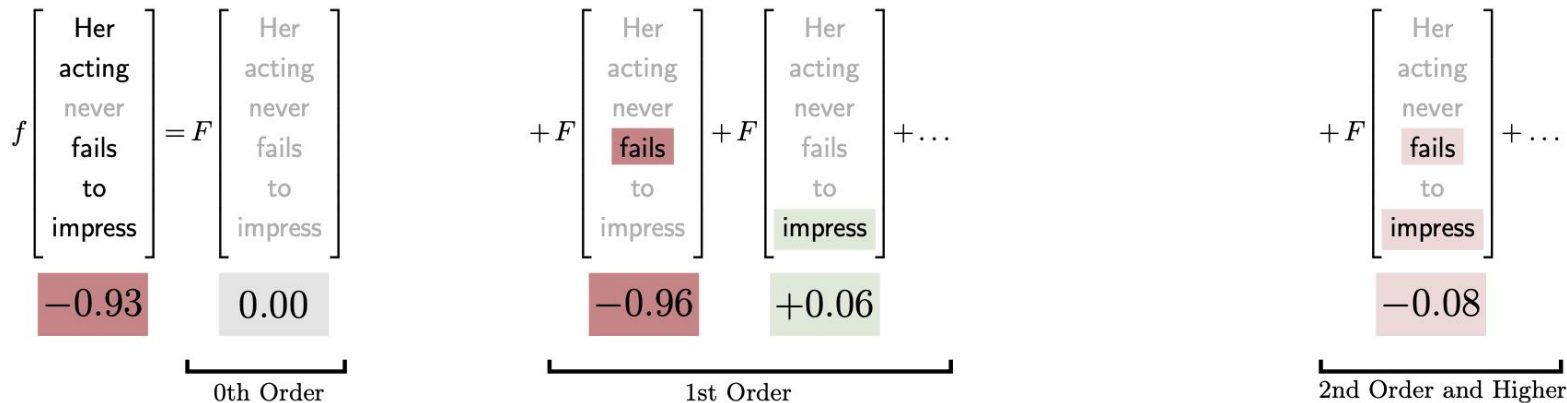 f [ Her acting never fails to impress ] = F [ Her acting never fails to impress ] + F [ Her acting never fails to impress ] + F [ Her acting never fails to impress ] + ... + F [ Her acting never fails to impress ] + ...
−0.93 0.00 −0.96 +0.06 −0.08
0th Order 1st Order 2nd Order and Higher